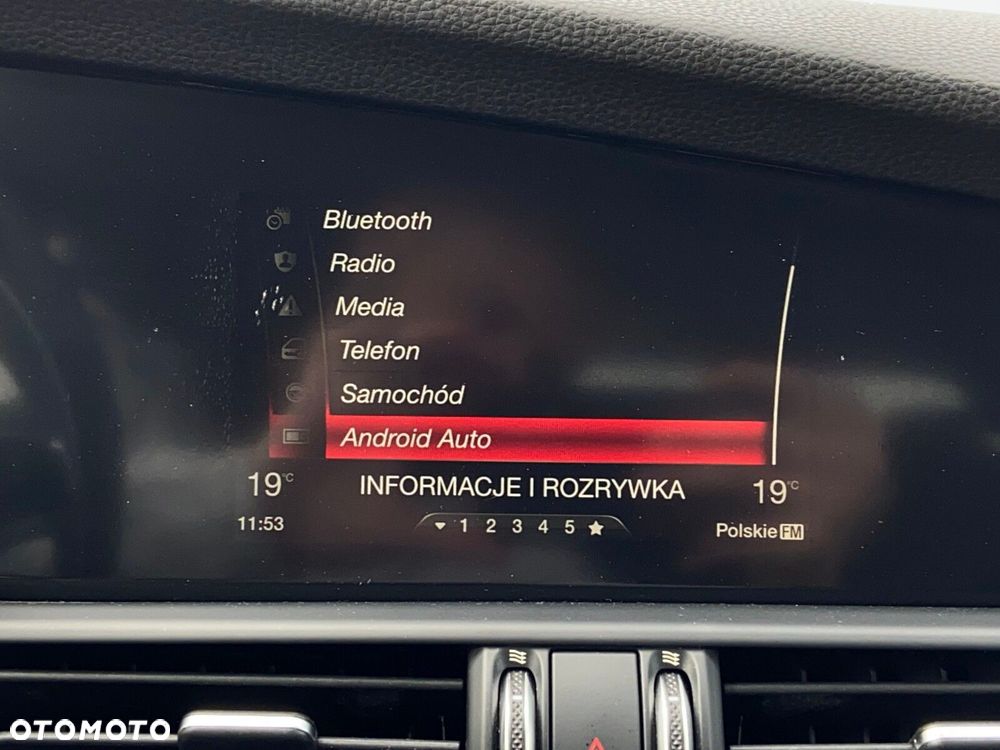 Bluetooth
Radio
Media
Telefon
Samochód
Android Auto
19°C INFORMACJE I ROZRYWKA 19°C
11:53 1 2 3 4 5 Polskie FM
OTOMOTO